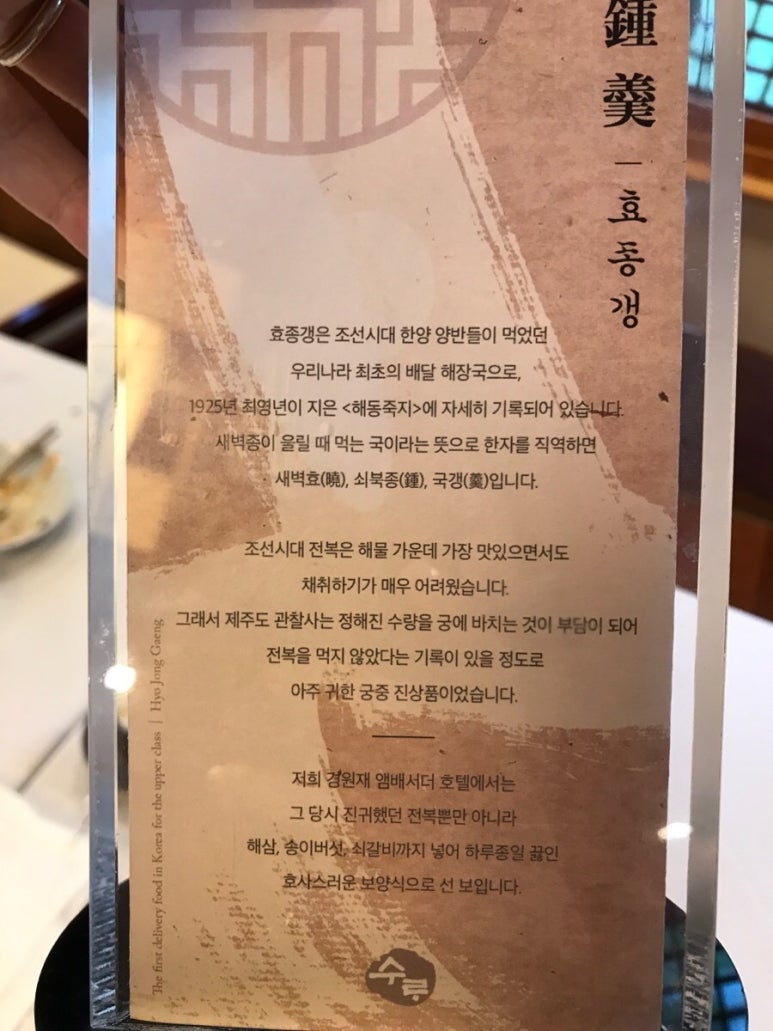 鍾 羹
효종갱
효종갱은 조선시대 한양 양반들이 먹었던
우리나라 최초의 배달 해장국으로,
1925년 최영년이 지은 <해동죽지>에 자세히 기록되어 있습니다.
새벽종이 울릴 때 먹는 국이라는 뜻으로 한자를 직역하면
새벽효(曉), 쇠북종(鍾), 국갱(羹)입니다.
조선시대 전복은 해물 가운데 가장 맛있으면서도
채취하기가 매우 어려웠습니다.
그래서 제주도 관찰사는 정해진 수량을 궁에 바치는 것이 부담이 되어
전복을 먹지 않았다는 기록이 있을 정도로
아주 귀한 궁중 진상품이었습니다.
저희 경원재 앰배서더 호텔에서는
그 당시 진귀했던 전복뿐만 아니라
해삼, 송이버섯, 쇠갈비까지 넣어 하루종일 끓인
호사스러운 보양식으로 선 보입니다.
The first delivery food in Korea for the upper class | Hyo Jong Gaeng
수류